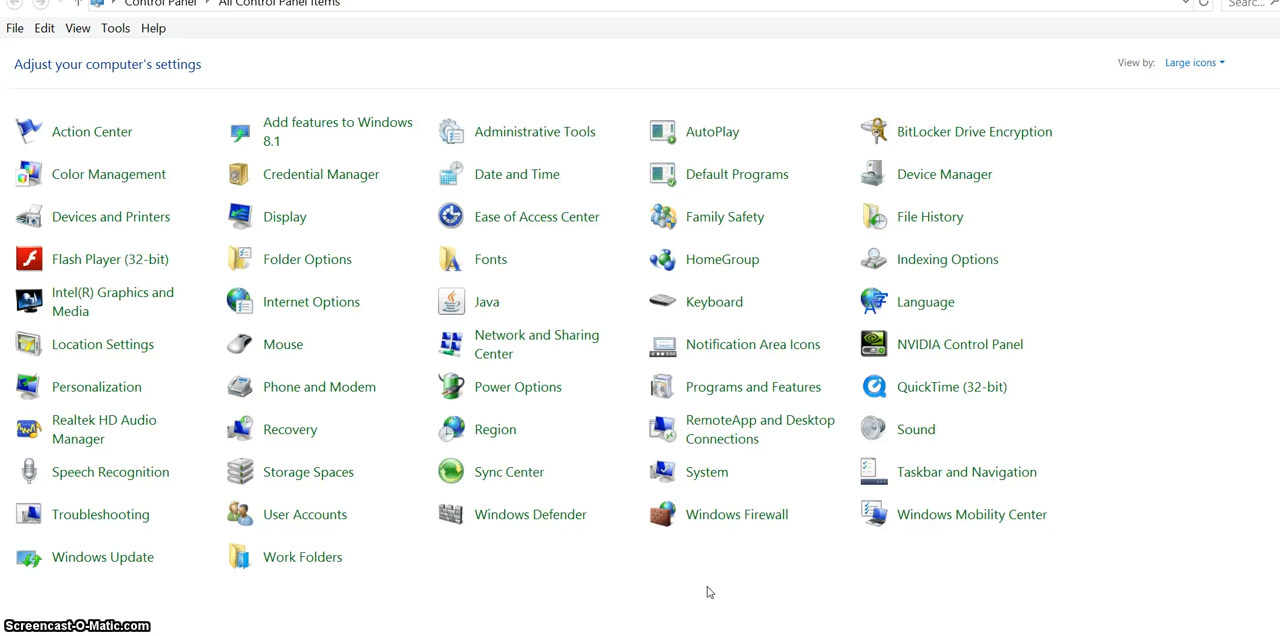 Control Panel All Control Panel Items Searc...
File Edit View Tools Help
Adjust your computer's settings
View by: Large icons
Action Center
Add features to Windows
8.1
Administrative Tools
AutoPlay
BitLocker Drive Encryption
Color Management
Credential Manager
Date and Time
Default Programs
Device Manager
Devices and Printers
Display
Ease of Access Center
Family Safety
File History
Flash Player (32-bit)
Folder Options
Fonts
HomeGroup
Indexing Options
Intel(R) Graphics and
Media
Internet Options
Java
Keyboard
Language
Location Settings
Mouse
Network and Sharing
Center
Notification Area Icons
NVIDIA Control Panel
Personalization
Phone and Modem
Power Options
Programs and Features
QuickTime (32-bit)
Realtek HD Audio
Manager
Recovery
Region
RemoteApp and Desktop
Connections
Sound
Speech Recognition
Storage Spaces
Sync Center
System
Taskbar and Navigation
Troubleshooting
User Accounts
Windows Defender
Windows Firewall
Windows Mobility Center
Windows Update
Work Folders
Screencast-O-Matic.com